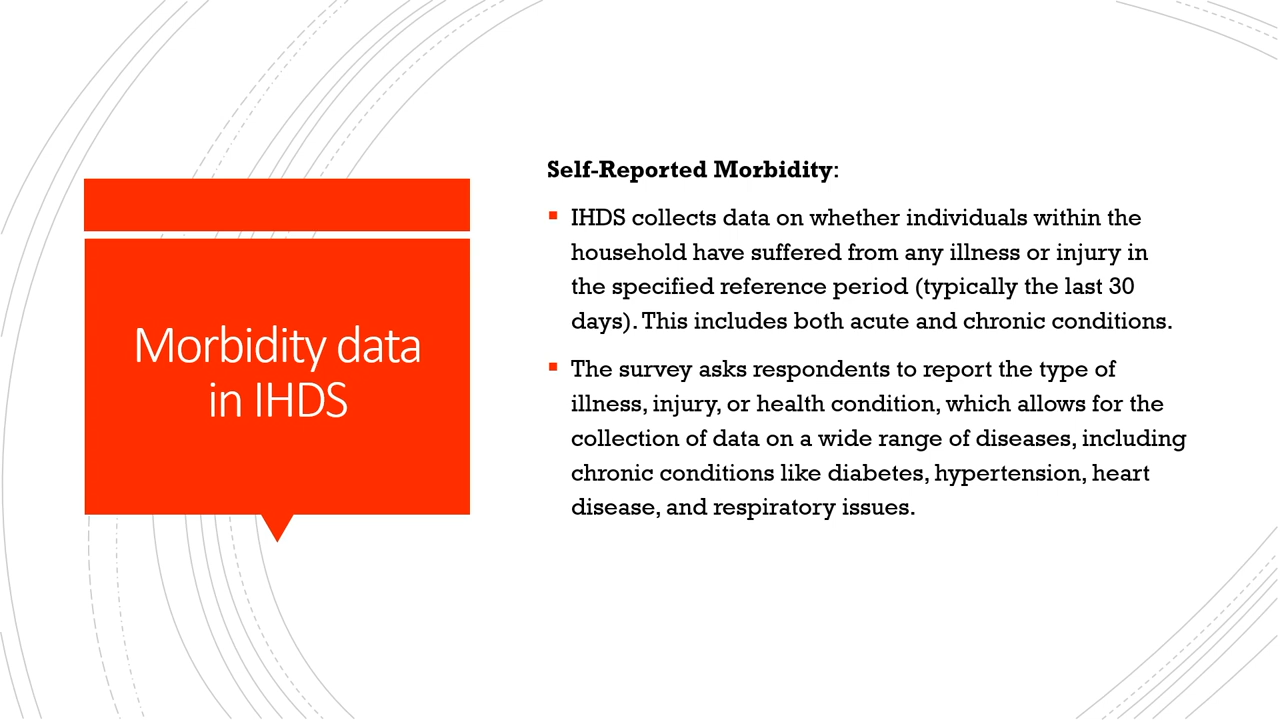 Morbidity data
in IHDS
Self-Reported Morbidity:
IHDS collects data on whether individuals within the
household have suffered from any illness or injury in
the specified reference period (typically the last 30
days). This includes both acute and chronic conditions.
The survey asks respondents to report the type of
illness, injury, or health condition, which allows for the
collection of data on a wide range of diseases, including
chronic conditions like diabetes, hypertension, heart
disease, and respiratory issues.